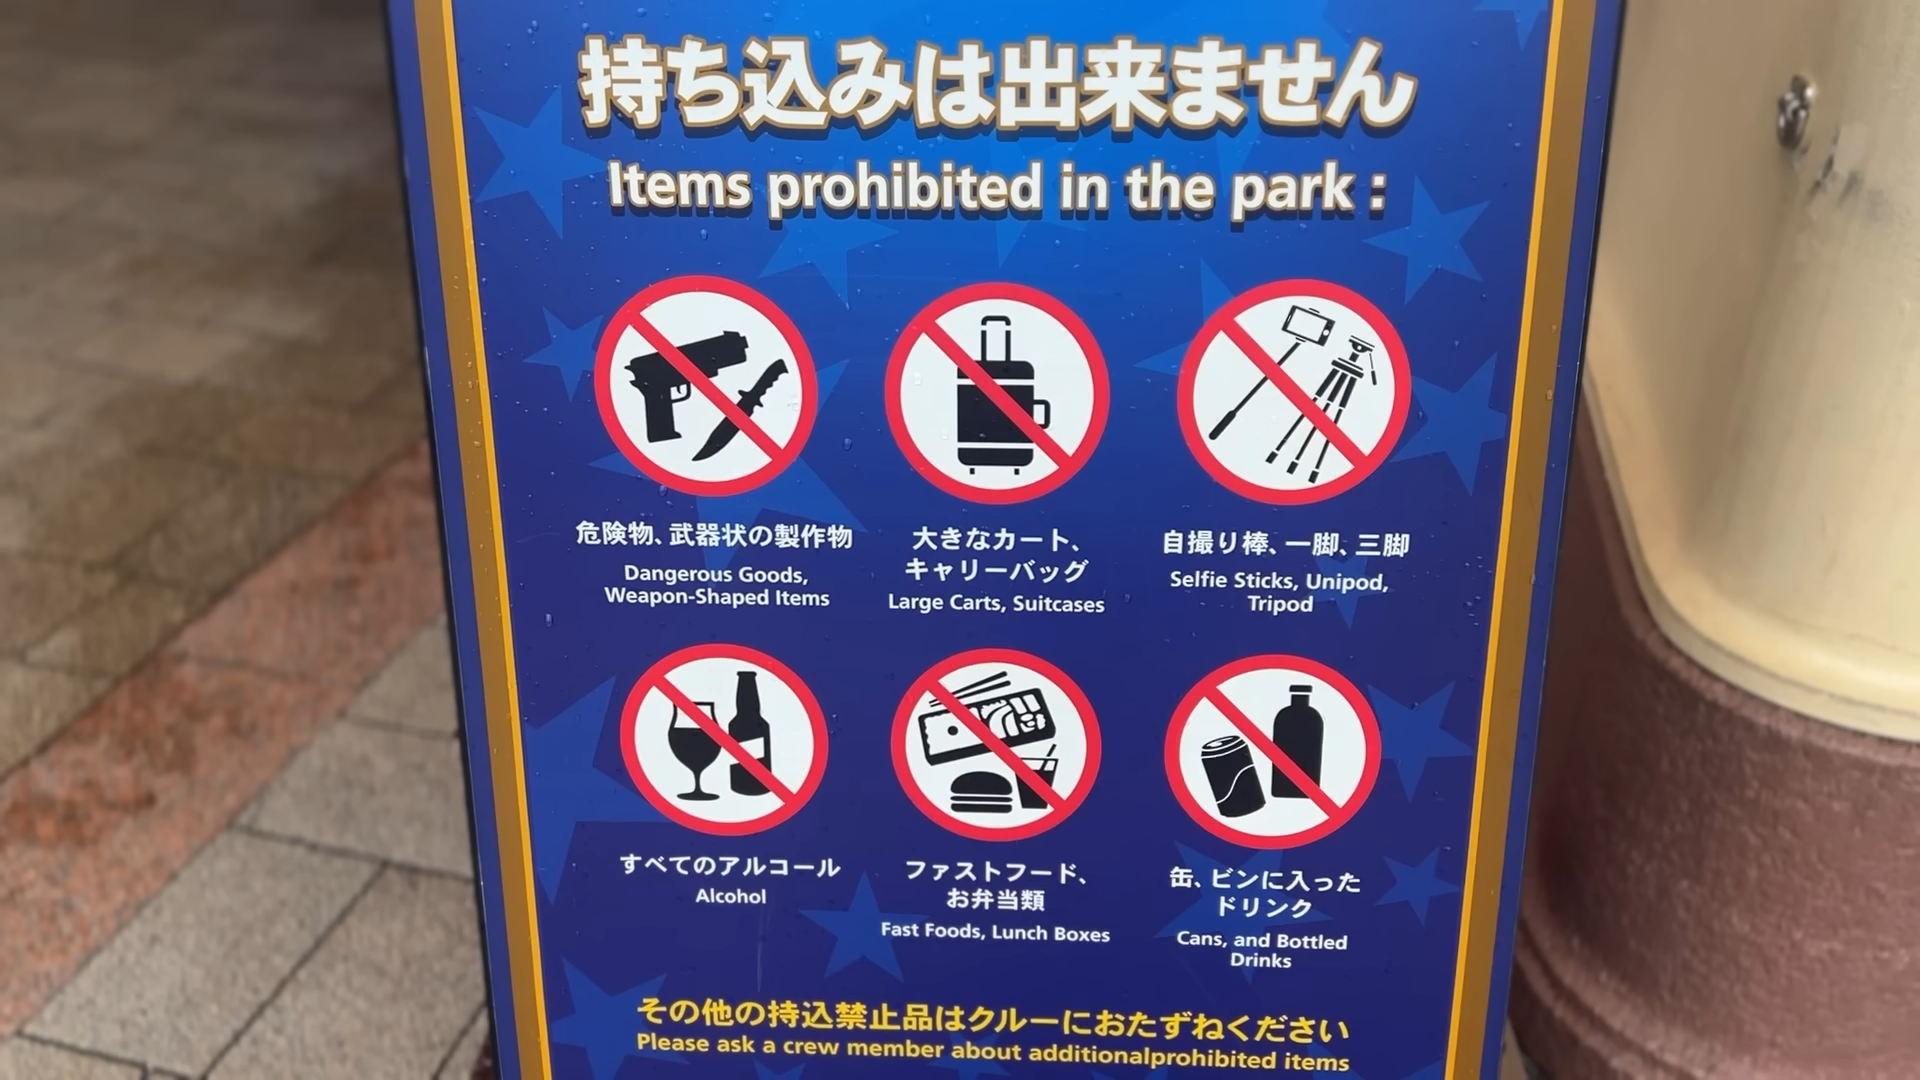 持ち込みは出来ません
Items prohibited in the park :
危険物、武器状の製作物
Dangerous Goods,
Weapon-Shaped Items
大きなカート、
キャリーバッグ
Large Carts, Suitcases
自撮り棒、一脚、三脚
Selfie Sticks, Unipod,
Tripod
すべてのアルコール
Alcohol
ファストフード、
お弁当類
Fast Foods, Lunch Boxes
缶、ビンに入った
ドリンク
Cans, and Bottled
Drinks
その他の持込禁止品はクルーにおたずねください
Please ask a crew member about additionalprohibited items